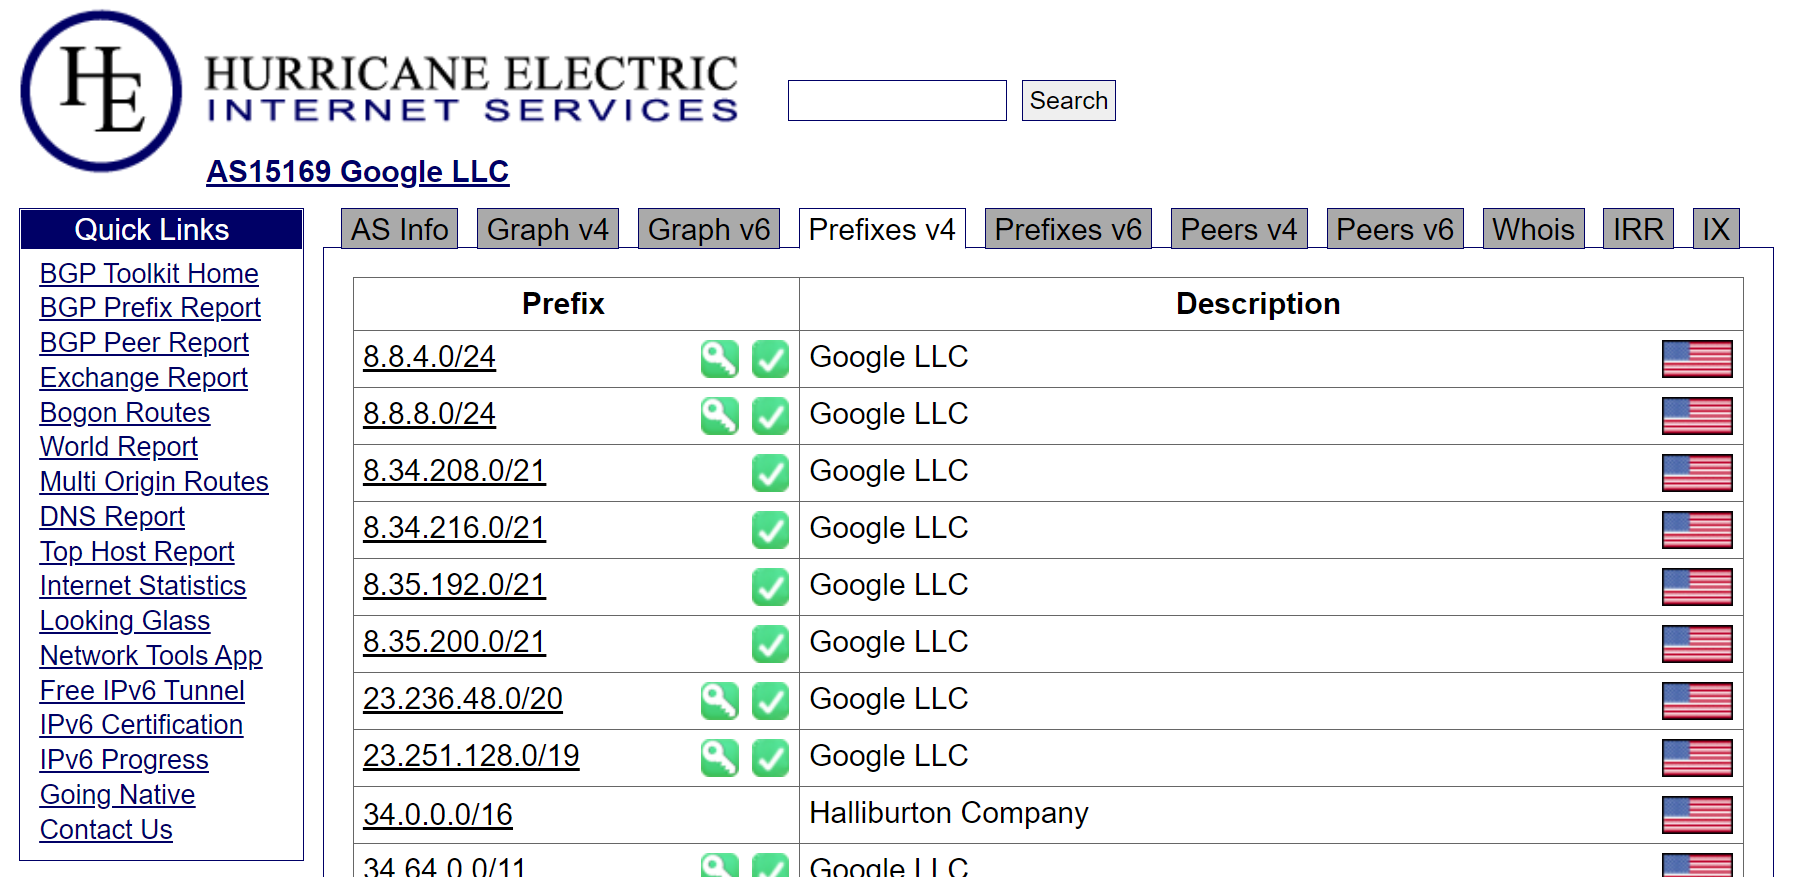 HE
HURRICANE ELECTRIC
INTERNET SERVICES
Search
AS15169 Google LLC
Quick Links
BGP Toolkit Home
BGP Prefix Report
BGP Peer Report
Exchange Report
Bogon Routes
World Report
Multi Origin Routes
DNS Report
Top Host Report
Internet Statistics
Looking Glass
Network Tools App
Free IPv6 Tunnel
IPv6 Certification
IPv6 Progress
Going Native
Contact Us
AS Info Graph v4 Graph v6 Prefixes v4 Prefixes v6 Peers v4 Peers v6 Whois IRR IX
Prefix Description
8.8.4.0/24 Google LLC
8.8.8.0/24 Google LLC
8.34.208.0/21 Google LLC
8.34.216.0/21 Google LLC
8.35.192.0/21 Google LLC
8.35.200.0/21 Google LLC
23.236.48.0/20 Google LLC
23.251.128.0/19 Google LLC
34.0.0.0/16 Halliburton Company
34.64.0.0/11 Google LLC